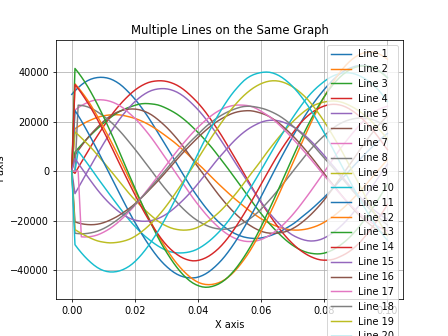 Multiple Lines on the Same Graph
40000
20000
0
−20000
−40000
0.00
0.02
0.04
0.06
X axis
axis
Line 1
Line 2
Line 3
Line 4
Line 5
Line 6
Line 7
Line 8
Line 9
Line 10
Line 11
Line 12
Line 13
Line 14
Line 15
Line 16
Line 17
Line 18
Line 19
Line 20